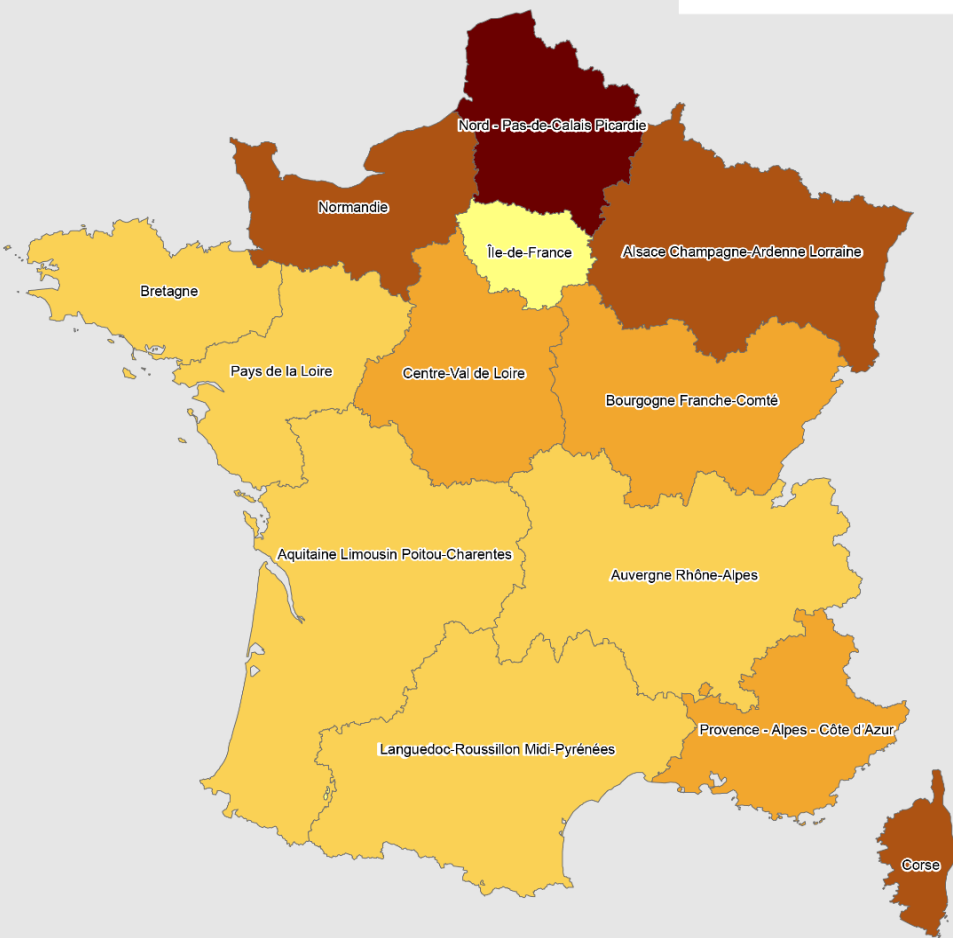 Nord - Pas-de-Calais Picardie
Normandie
Île-de-France
Alsace Champagne-Ardenne Lorraine
Bretagne
Pays de la Loire
Centre-Val de Loire
Bourgogne Franche-Comté
Aquitaine Limousin Poitou-Charentes
Auvergne Rhône-Alpes
Languedoc-Roussillon Midi-Pyrénées
Provence - Alpes - Côte d'Azur
Corse